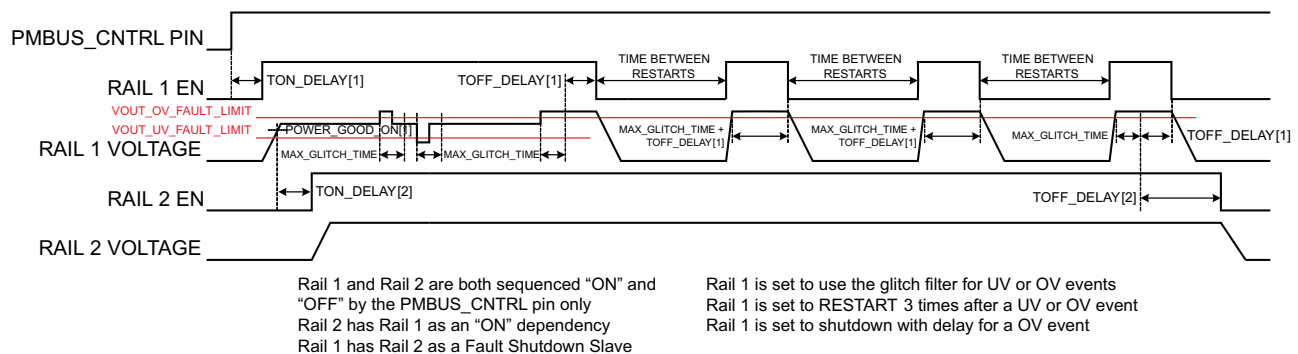 PMBUS_CNTRL PIN
TIME BETWEEN
RESTARTS
TIME BETWEEN
RESTARTS
TIME BETWEEN
RESTARTS
RAIL 1 EN
TON_DELAY[1]
TOFF_DELAY[1]
VOUT_OV_FAULT_LIMIT
VOUT_UV_FAULT_LIMIT
POWER_GOOD_ON[1]
RAIL 1 VOLTAGE
MAX_GLITCH_TIME
MAX_GLITCH_TIME
MAX_GLITCH_TIME +
TOFF_DELAY[1]
MAX_GLITCH_TIME +
TOFF_DELAY[1]
MAX_GLITCH_TIME
TOFF_DELAY[1]
RAIL 2 EN
TON_DELAY[2]
TOFF_DELAY[2]
RAIL 2 VOLTAGE
Rail 1 and Rail 2 are both sequenced “ON” and
“OFF” by the PMBUS_CNTRL pin only
Rail 2 has Rail 1 as an “ON” dependency
Rail 1 has Rail 2 as a Fault Shutdown Slave
Rail 1 is set to use the glitch filter for UV or OV events
Rail 1 is set to RESTART 3 times after a UV or OV event
Rail 1 is set to shutdown with delay for a OV event